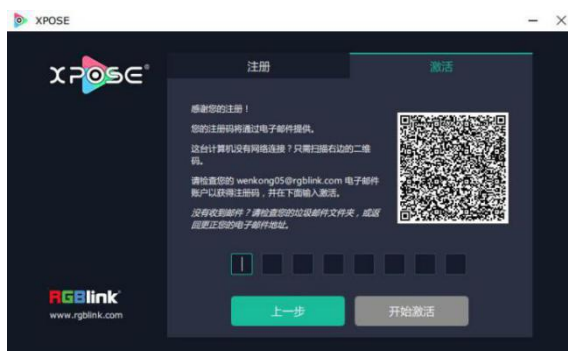 XPOSE
XPOSE
注册
激活
感谢您的注册！
您的注册码将通过电子邮件提供。
这台计算机没有网络连接？只需扫描右边的二维
码。
请检查您的 wenkong05@rgblink.com 电子邮件
账户以获得注册码，并在下面输入激活。
没有收到邮件？请检查您的垃圾邮件文件夹，或返
回更正您的电子邮件地址。
RGBlink
www.rgblink.com
上一步
开始激活